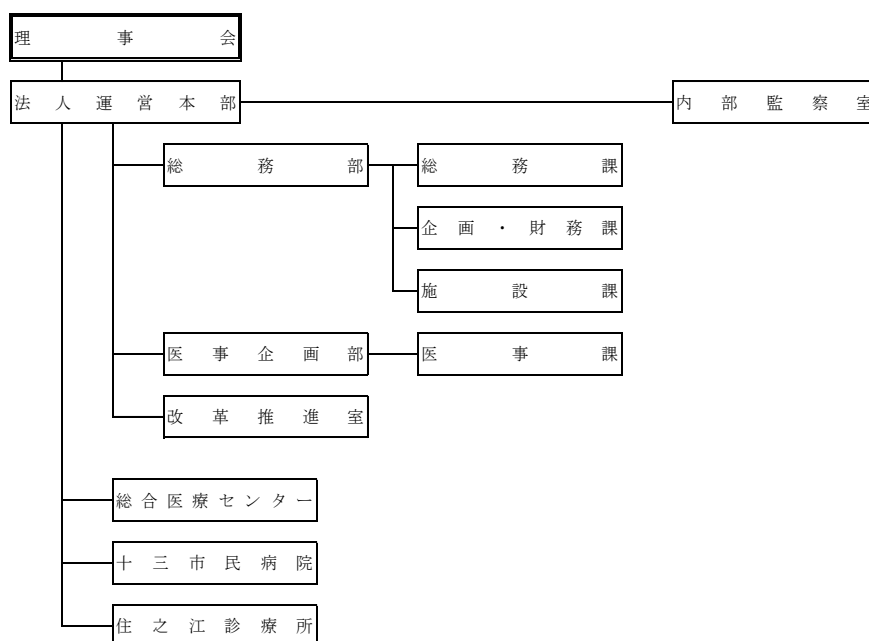 理事会
法人運営本部
内部監察室
総務部
総務課
企画・財務課
施設課
医事企画部
医事課
改革推進室
総合医療センター
十三市民病院
住之江診療所